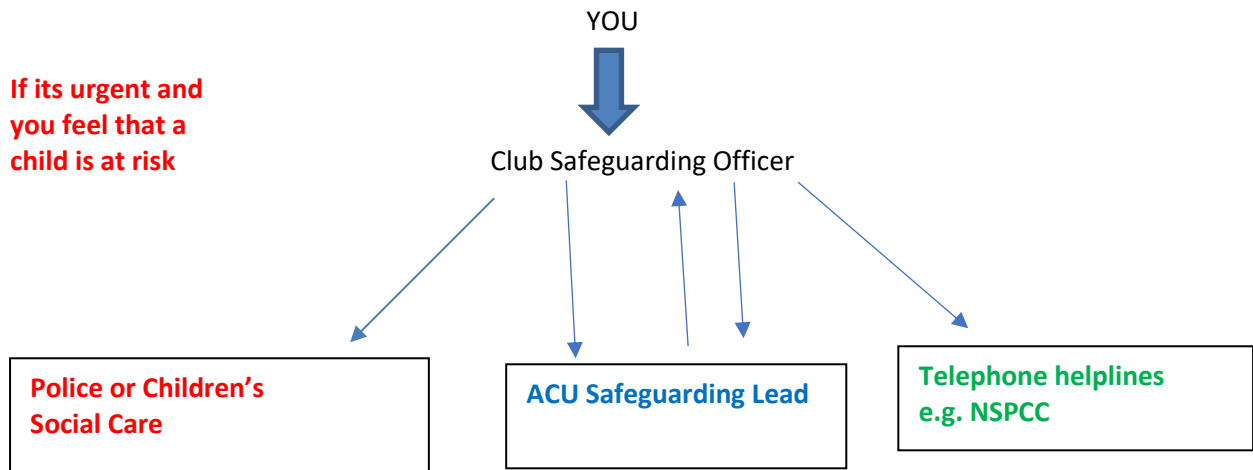 YOU
If its urgent and
you feel that a
child is at risk
Club Safeguarding Officer
Police or Children’s
Social Care
ACU Safeguarding Lead
Telephone helplines
e.g. NSPCC